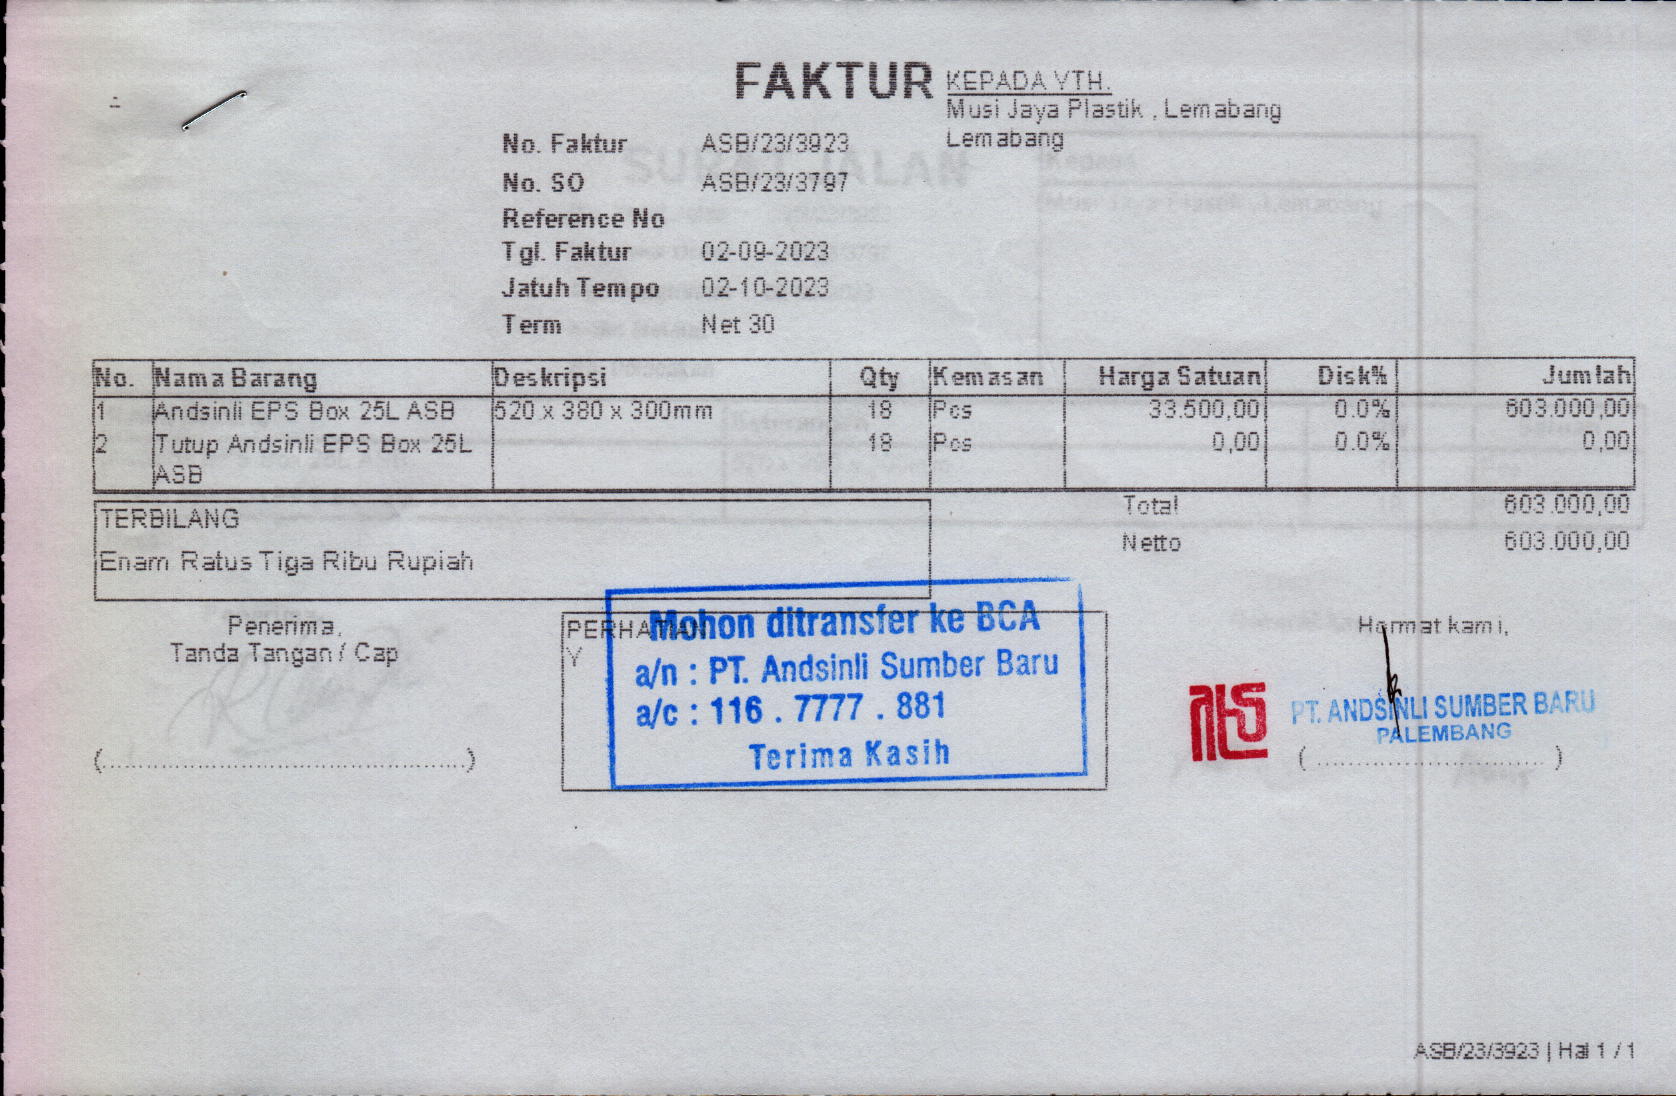 FAKTUR
KEPADA YTH.
Musi Jaya Plastik , Lemabang
Lemabang
No. Faktur ASB/23/3923
No. SO ASB/23/3797
Reference No
Tgl. Faktur 02-09-2023
Jatuh Tempo 02-10-2023
Term Net 30
No. Nama Barang Deskripsi Qty Kemasan Harga Satuan Disk% Jumlah
1 Andsinli EPS Box 25L ASB 520 x 380 x 300mm 18 Pcs 33.500,00 0.0% 603.000,00
2 Tutup Andsinli EPS Box 25L 18 Pcs 0,00 0.0% 0,00
ASB
Total 603.000,00
Netto 603.000,00
TERBILANG
Enam Ratus Tiga Ribu Rupiah
Penerima,
Tanda Tangan / Cap
(........................................)
PERHATIAN
Y
Mohon ditransfer ke BCA
a/n : PT. Andsinli Sumber Baru
a/c : 116 . 7777 . 881
Terima Kasih
Hormat kami,
PT. ANDSINLI SUMBER BARU
PALEMBANG
(..........................)
ASB/23/3923 | Hal 1 / 1